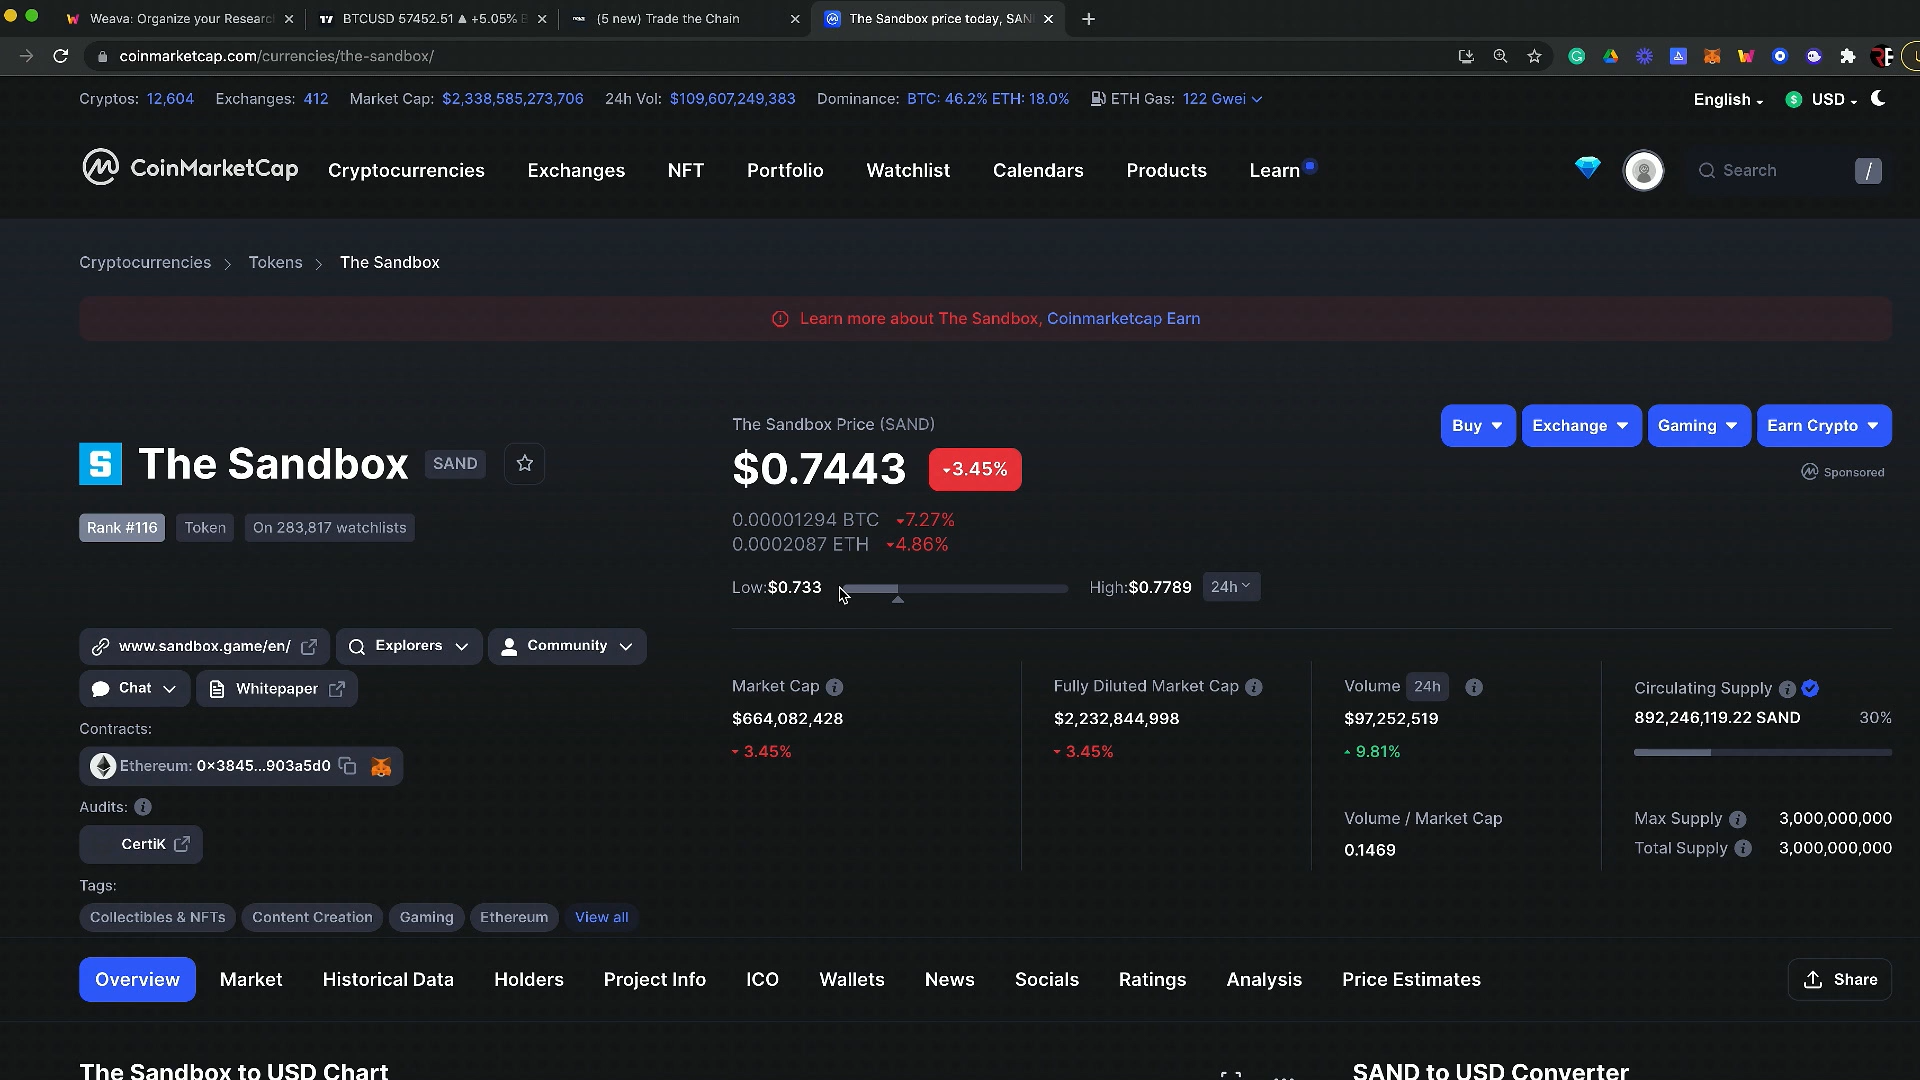 Weava: Organize your Researc
BTCUSD 57452.51 ▲ +5.05%
(5 new) Trade the Chain
The Sandbox price today, SAN
coinmarketcap.com/currencies/the-sandbox/
Cryptos: 12,604 Exchanges: 412 Market Cap: $2,338,585,273,706 24h Vol: $109,607,249,383 Dominance: BTC: 46.2% ETH: 18.0% ETH Gas: 122 Gwei
English USD
CoinMarketCap Cryptocurrencies Exchanges NFT Portfolio Watchlist Calendars Products Learn Search /
Cryptocurrencies > Tokens > The Sandbox
Learn more about The Sandbox, Coinmarketcap Earn
The Sandbox SAND
Rank #116 Token On 283,817 watchlists
www.sandbox.game/en/ Explorers Community
Chat Whitepaper
Contracts:
Ethereum: 0x3845...903a5d0
Audits:
CertiK
Tags:
Collectibles & NFTs Content Creation Gaming Ethereum View all
The Sandbox Price (SAND)
$0.7443 3.45%
0.00001294 BTC 7.27%
0.0002087 ETH 4.86%
Low:$0.733 High:$0.7789 24h
Buy Exchange Gaming Earn Crypto
Sponsored
Market Cap
$664,082,428
3.45%
Fully Diluted Market Cap
$2,232,844,998
3.45%
Volume 24h
$97,252,519
9.81%
Volume / Market Cap
0.1469
Circulating Supply
892,246,119.22 SAND 30%
Max Supply 3,000,000,000
Total Supply 3,000,000,000
Overview Market Historical Data Holders Project Info ICO Wallets News Socials Ratings Analysis Price Estimates Share
The Sandbox to USD Chart
SAND to USD Converter